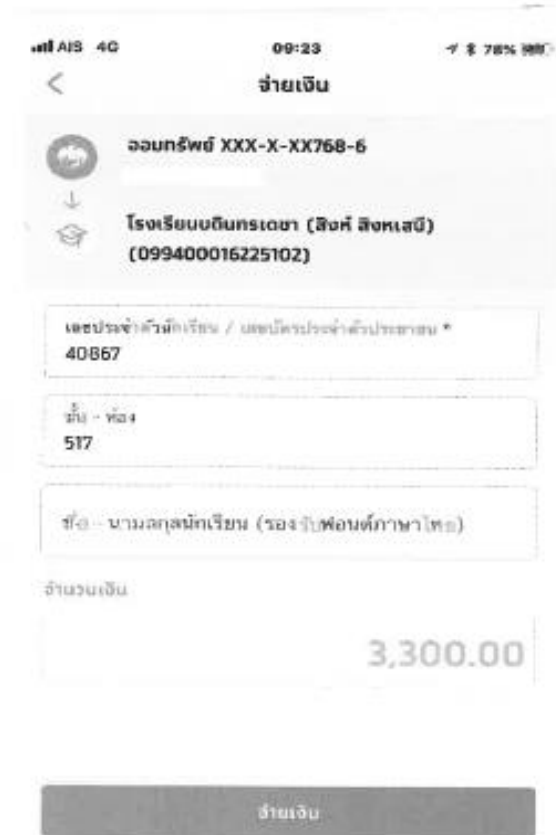 AIS 4G 09:23 78%
จ่ายเงิน
ออมทรัพย์ XXX-X-XX768-6
โรงเรียนบดินทรเดชา (สิงห์ สิงหเสนี)
(099400016225102)
เลขประจำตัวนักเรียน / เลขบัตรประจำตัวประชาชน *
40867
ชั้น - ห้อง
517
ชื่อ - นามสกุลนักเรียน (รองรับฟอนต์ภาษาไทย)
จำนวนเงิน
3,300.00
จ่ายเงิน